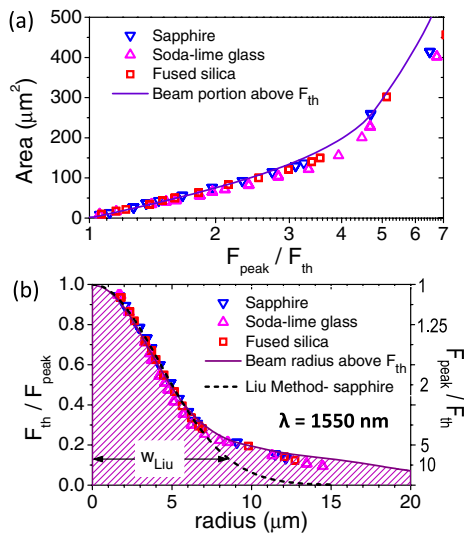 (a)
Sapphire
Soda-lime glass
Fused silica
Beam portion above F_th
Area (μm²)
500
400
300
200
100
0
1 2 3 4 5 6 7
F_peak / F_th
(b)
Sapphire
Soda-lime glass
Fused silica
Beam radius above F_th
Liu Method- sapphire
λ = 1550 nm
w_Liu
F_th / F_peak
1.0
0.8
0.6
0.4
0.2
0.0
1
1.25
2
5
10
F_peak / F_th
0 5 10 15 20
radius (μm)